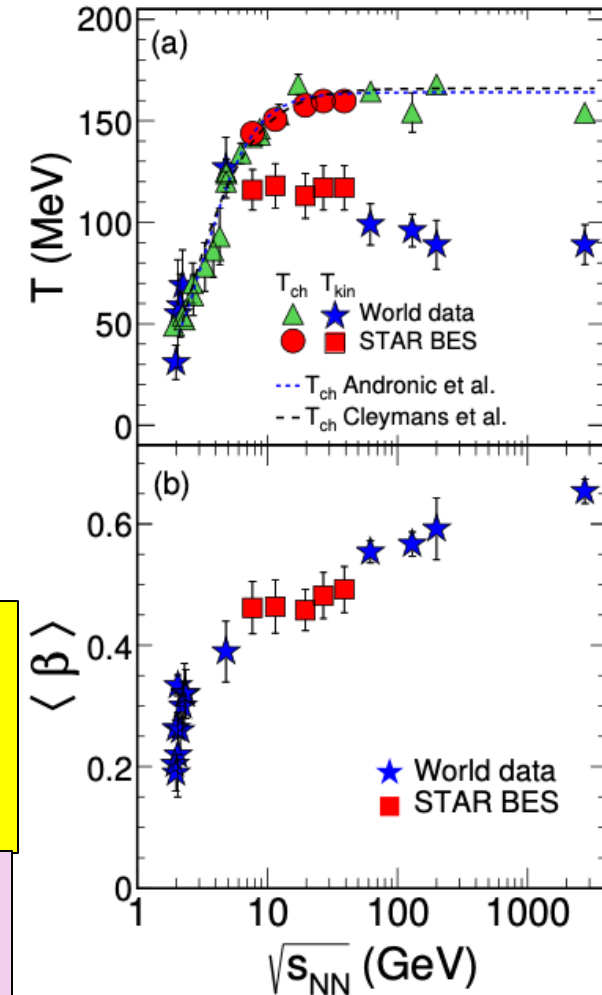 (a)
200
150
100
50
0
T (MeV)
T_ch T_kin
World data
STAR BES
T_ch Andronic et al.
T_ch Cleymans et al.
(b)
0.6
0.4
0.2
0
⟨β⟩
World data
STAR BES
1 10 100 1000
√s_NN (GeV)